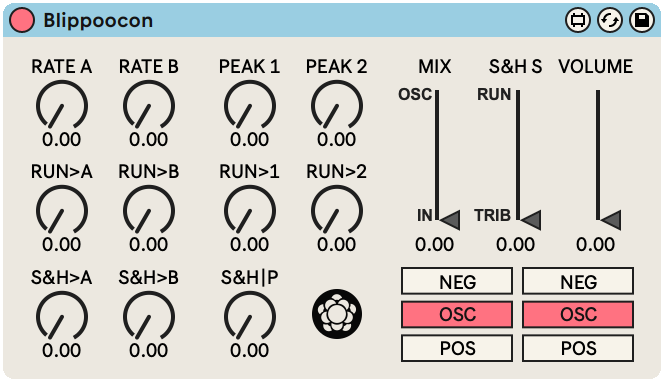 Blippoocon
RATE A RATE B PEAK 1 PEAK 2 MIX S&H S VOLUME
OSC RUN
0.00 0.00 0.00 0.00
RUN>A RUN>B RUN>1 RUN>2
IN TRIB
0.00 0.00 0.00 0.00 0.00 0.00 0.00
S&H>A S&H>B S&H|P NEG NEG
OSC OSC
0.00 0.00 0.00 POS POS